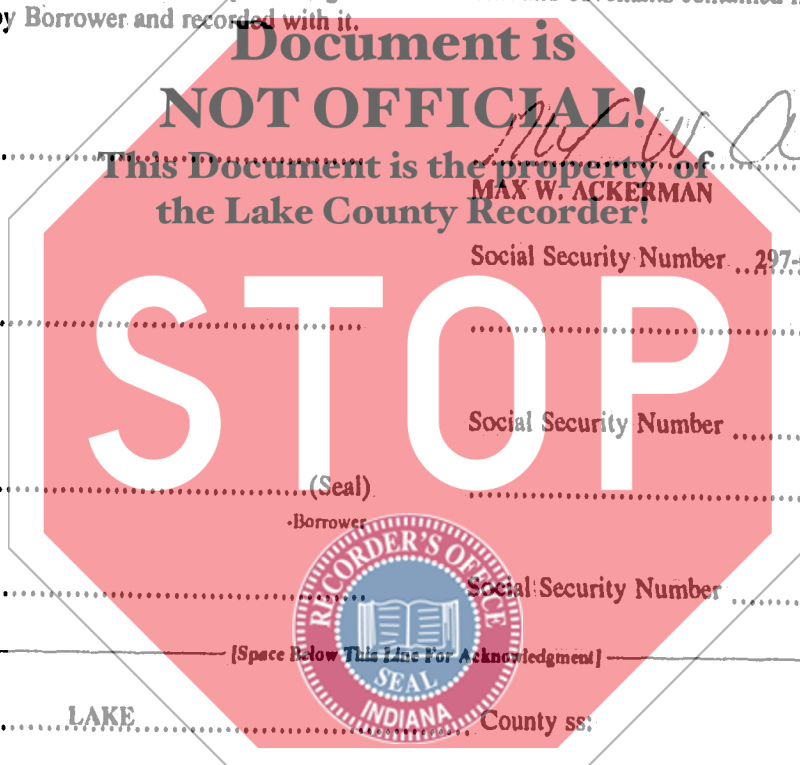 by Borrower and recorded with it.
Document is
NOT OFFICIAL!
This Document is the property of
the Lake County Recorder!
MAX W. ACKERMAN
Social Security Number 297-
STOP
Social Security Number
(Seal)
-Borrower
RECORDER'S OFFICE
Social Security Number
[Space Below This Line For Acknowledgment]
SEAL
INDIANA
LAKE County ss: